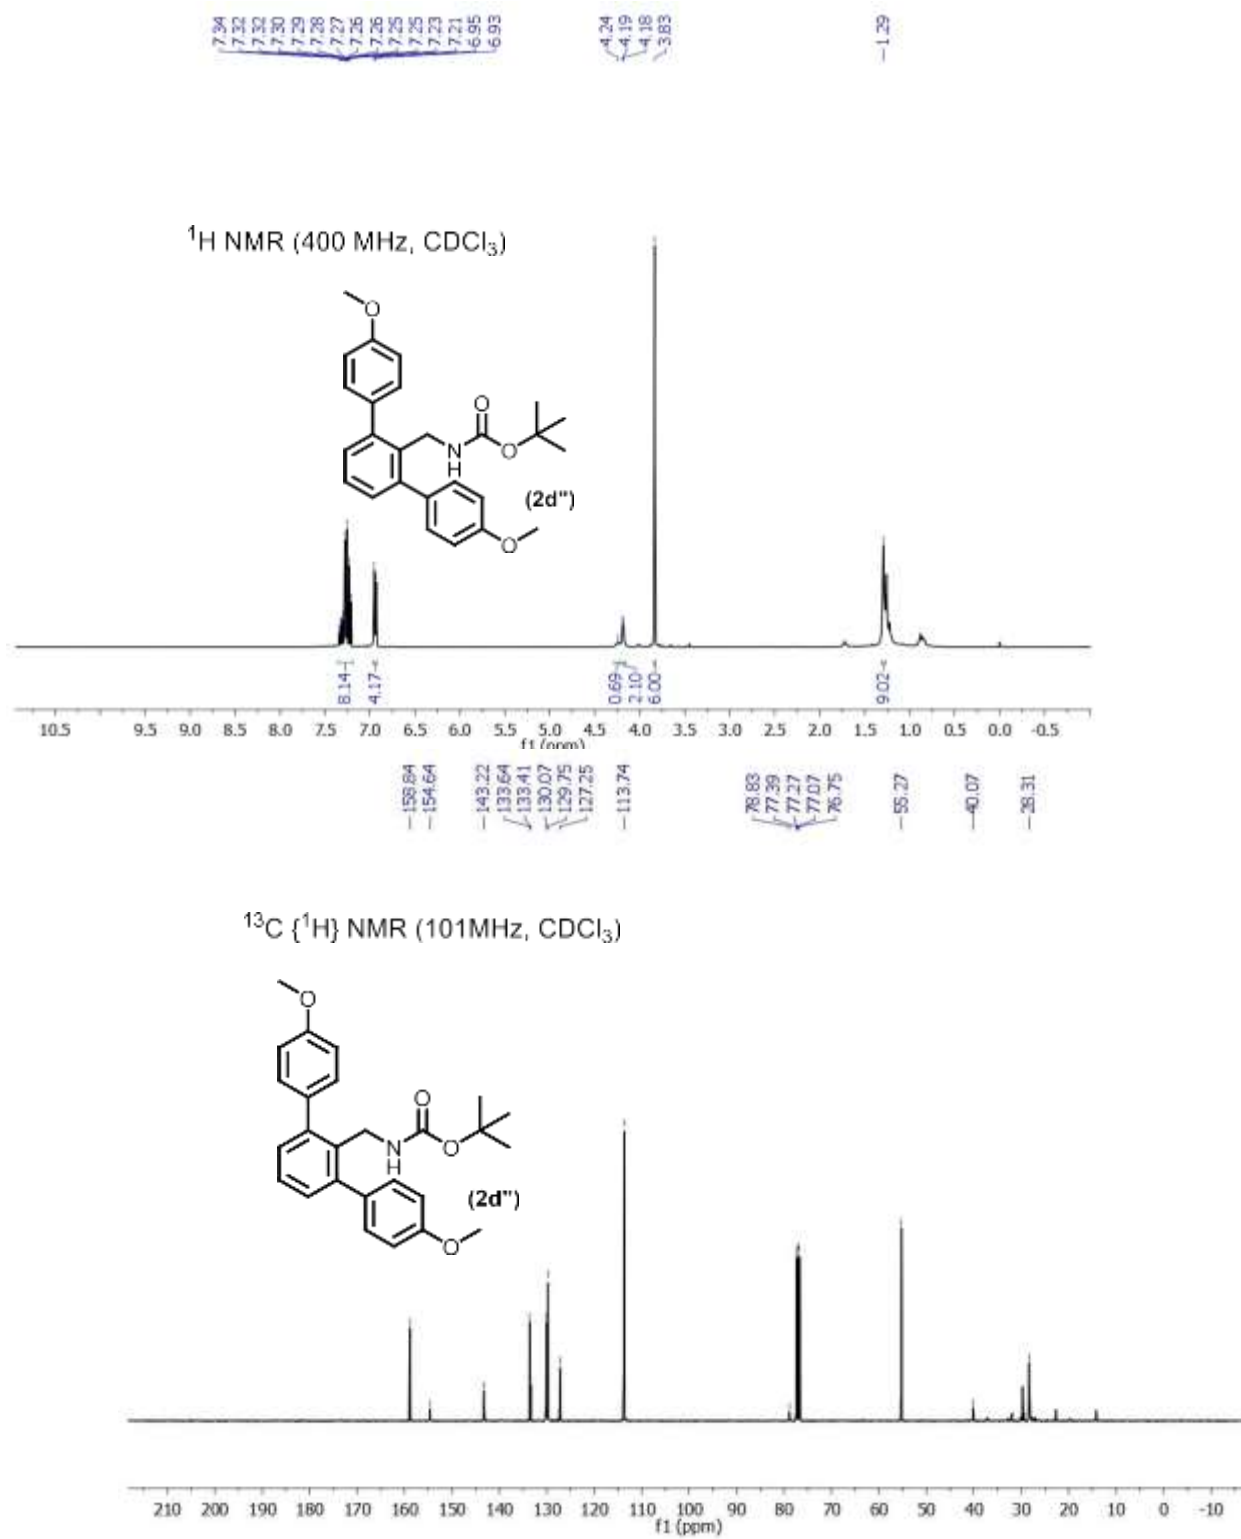 7.34 7.32 7.32 7.30 7.29 7.28 7.27 7.26 7.26 7.25 7.25 7.23 7.21 6.95 6.93 4.24 4.19 4.18 3.83 1.29
¹H NMR (400 MHz, CDCl₃)
O
O
N
H
O
(2d")
O
8.14 4.17 0.69 2.10 6.00 9.02
10.5 9.5 9.0 8.5 8.0 7.5 7.0 6.5 6.0 5.5 5.0 4.5 4.0 3.5 3.0 2.5 2.0 1.5 1.0 0.5 0.0 -0.5
f1 (ppm)
158.84 154.64 143.22 133.64 133.41 130.07 129.75 127.25 113.74 78.83 77.39 77.27 77.07 76.75 55.27 40.07 28.31
¹³C {¹H} NMR (101MHz, CDCl₃)
O
O
N
H
O
(2d")
O
210 200 190 180 170 160 150 140 130 120 110 100 90 80 70 60 50 40 30 20 10 0 -10
f1 (ppm)